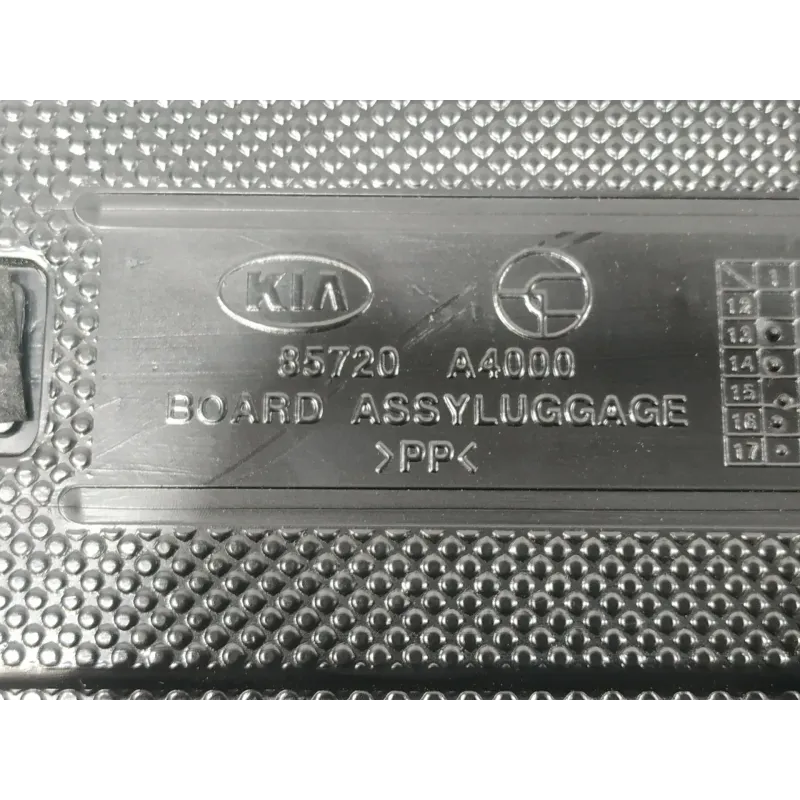 KIA
85720 A4000
BOARD ASSYLUGGAGE
>PP<
1
12
13
14
15
16
17